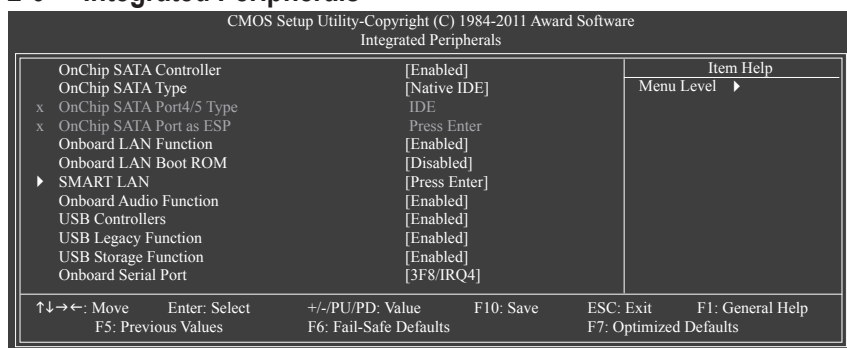 CMOS Setup Utility-Copyright (C) 1984-2011 Award Software
Integrated Peripherals
OnChip SATA Controller [Enabled]
OnChip SATA Type [Native IDE]
x OnChip SATA Port4/5 Type IDE
x OnChip SATA Port as ESP Press Enter
Onboard LAN Function [Enabled]
Onboard LAN Boot ROM [Disabled]
▶ SMART LAN [Press Enter]
Onboard Audio Function [Enabled]
USB Controllers [Enabled]
USB Legacy Function [Enabled]
USB Storage Function [Enabled]
Onboard Serial Port [3F8/IRQ4]
Item Help
Menu Level ▶
↑↓→←: Move Enter: Select +/-/PU/PD: Value F10: Save ESC: Exit F1: General Help
F5: Previous Values F6: Fail-Safe Defaults F7: Optimized Defaults